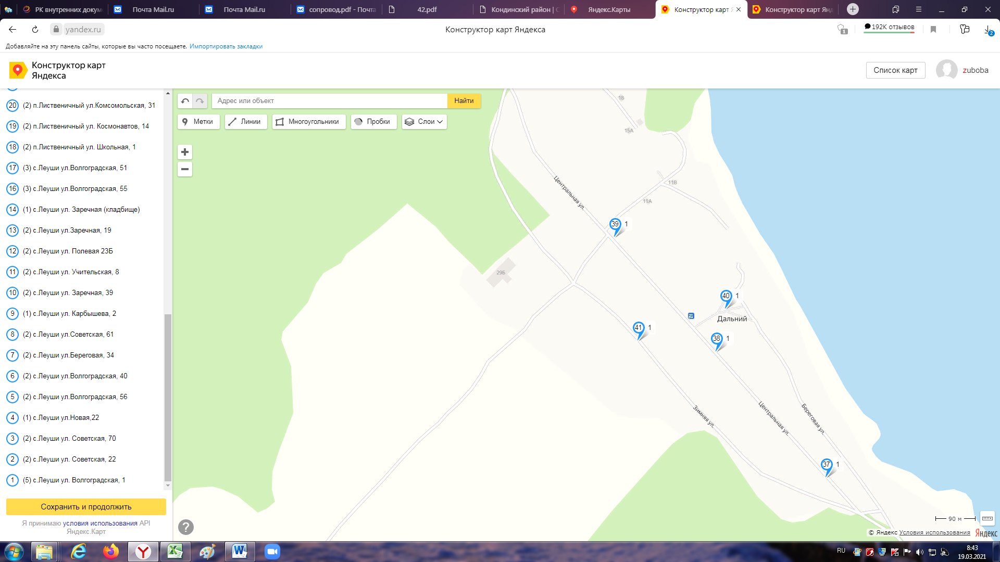 РК внутренних докум
Почта Mail.ru
Почта Mail.ru
сопровод.pdf - Почта
42.pdf
Кондинский район | О
Яндекс.Карты
Конструктор карт Я
Конструктор карт Янд
yandex.ru
Конструктор карт Яндекса
1
192K отзывов
2
Добавляйте на эту панель сайты, которые вы часто посещаете. Импортировать закладки
Конструктор карт
Яндекса
Список карт
zuboba
20 (2) п.Лиственичный ул.Комсомольская, 31
19 (2) п.Лиственичный ул. Космонавтов, 14
18 (2) п.Лиственичный ул. Школьная, 1
17 (3) с.Леуши ул.Волгоградская, 51
16 (3) с.Леуши ул.Волгоградская, 55
14 (1) с.Леуши ул. Заречная (кладбище)
13 (2) с.Леуши ул.Заречная, 19
12 (2) с.Леуши ул. Полевая 23Б
11 (2) с.Леуши ул. Учительская, 8
10 (2) с.Леуши ул. Заречная, 39
9 (1) с.Леуши ул. Карбышева, 2
8 (2) с.Леуши ул.Советская, 61
7 (2) с.Леуши ул.Береговая, 34
6 (2) с.Леуши ул.Волгоградская, 40
5 (2) с.Леуши ул.Волгоградская, 56
4 (1) с.Леуши ул.Новая,22
3 (2) с.Леуши ул. Советская, 70
2 (2) с.Леуши ул. Советская, 22
1 (5) с.Леуши ул. Волгоградская, 1
Сохранить и продолжить
Я принимаю условия использования API
Яндекс.Карт
Адрес или объект
Найти
Метки
Линии
Многоугольники
Пробки
Слои
18
15А
11В
11А
Центральная ул.
39 1
29Б
40 1
Дальний
41 1
38 1
Зимняя ул.
Центральная ул.
Береговая ул.
37 1
90 м
© Яндекс Условия использования
Яндекс
?
RU
8:43
19.03.2021